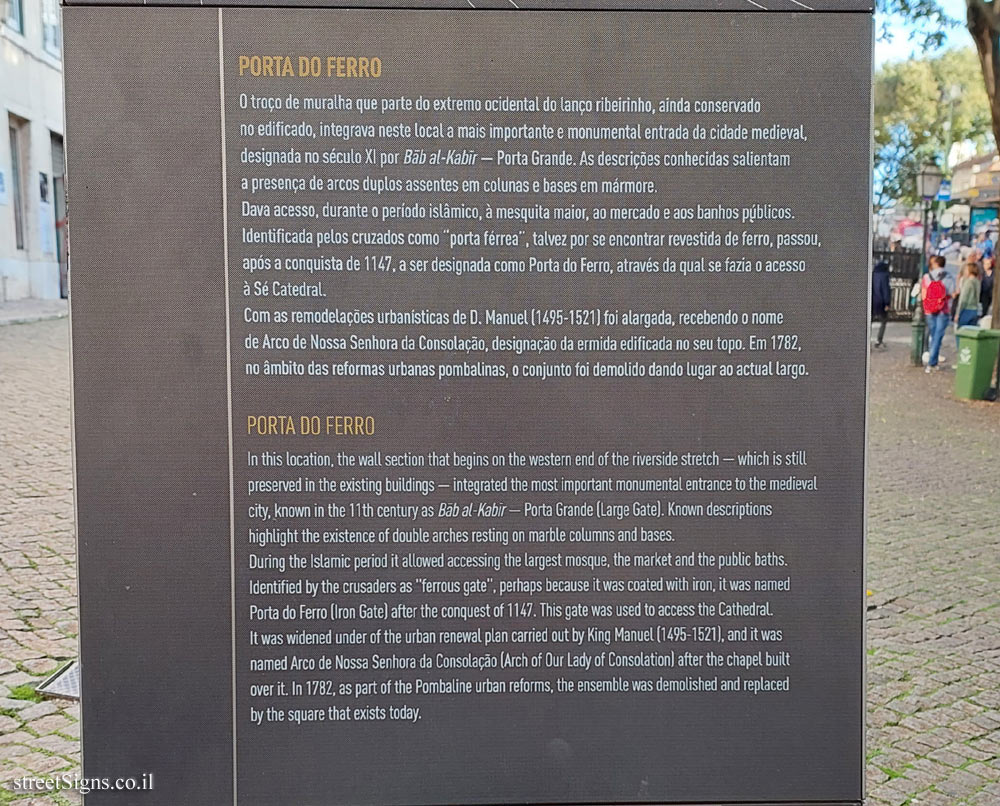 PORTA DO FERRO
O troço de muralha que parte do extremo ocidental do lanço ribeirinho, ainda conservado
no edificado, integrava neste local a mais importante e monumental entrada da cidade medieval,
designada no século XI por Bāb al-Kabīr — Porta Grande. As descrições conhecidas salientam
a presença de arcos duplos assentes em colunas e bases em mármore.
Dava acesso, durante o período islâmico, à mesquita maior, ao mercado e aos banhos públicos.
Identificada pelos cruzados como "porta férrea", talvez por se encontrar revestida de ferro, passou,
após a conquista de 1147, a ser designada como Porta do Ferro, através da qual se fazia o acesso
à Sé Catedral.
Com as remodelações urbanísticas de D. Manuel (1495-1521) foi alargada, recebendo o nome
de Arco de Nossa Senhora da Consolação, designação da ermida edificada no seu topo. Em 1782,
no âmbito das reformas urbanas pombalinas, o conjunto foi demolido dando lugar ao actual largo.
PORTA DO FERRO
In this location, the wall section that begins on the western end of the riverside stretch — which is still
preserved in the existing buildings — integrated the most important monumental entrance to the medieval
city, known in the 11th century as Bāb al-Kabīr — Porta Grande (Large Gate). Known descriptions
highlight the existence of double arches resting on marble columns and bases.
During the Islamic period it allowed accessing the largest mosque, the market and the public baths.
Identified by the crusaders as "ferrous gate", perhaps because it was coated with iron, it was named
Porta do Ferro (Iron Gate) after the conquest of 1147. This gate was used to access the Cathedral.
It was widened under of the urban renewal plan carried out by King Manuel (1495-1521), and it was
named Arco de Nossa Senhora da Consolação (Arch of Our Lady of Consolation) after the chapel built
over it. In 1782, as part of the Pombaline urban reforms, the ensemble was demolished and replaced
by the square that exists today.
streetSigns.co.il